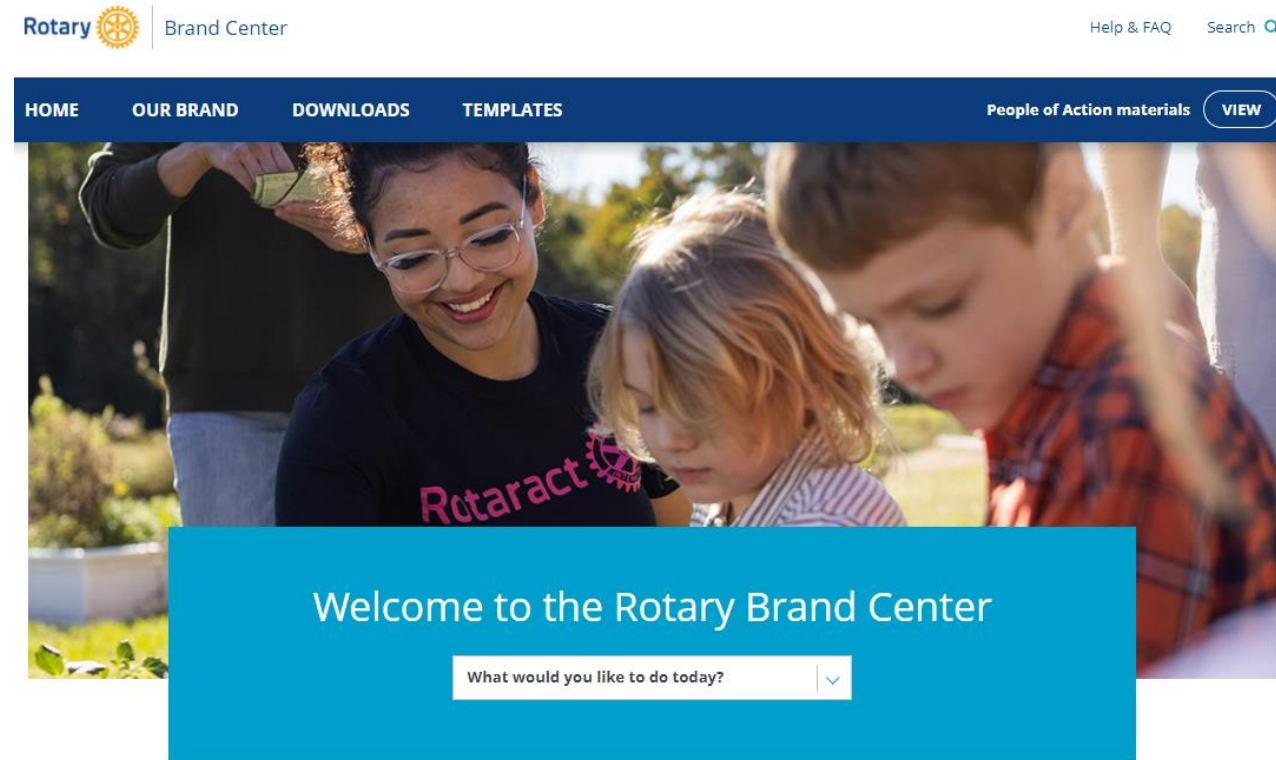 Rotary
Brand Center
Help & FAQ
Search
HOME
OUR BRAND
DOWNLOADS
TEMPLATES
People of Action materials
VIEW
Rotaract
Welcome to the Rotary Brand Center
What would you like to do today?